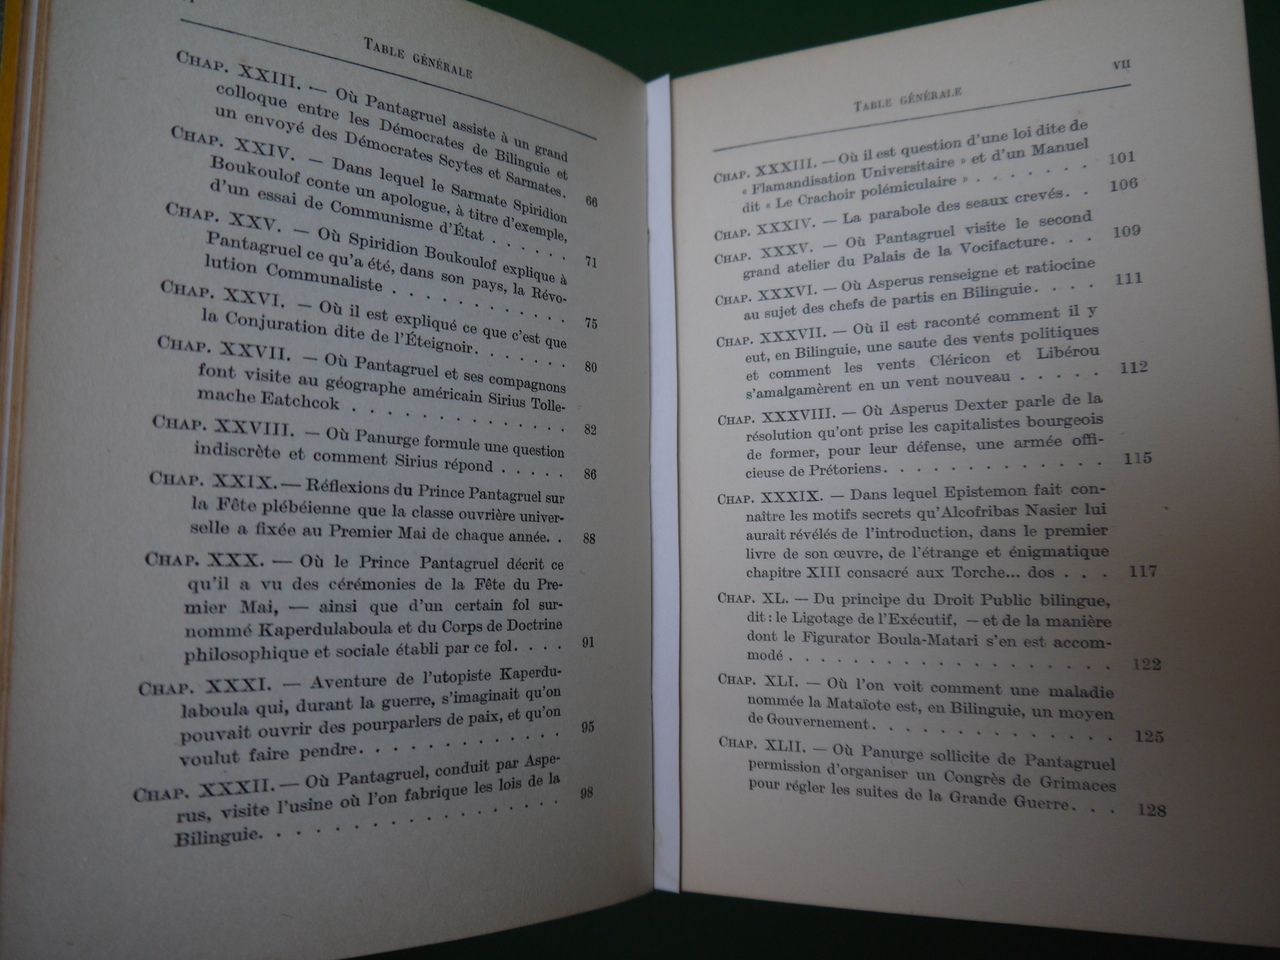 TABLE GÉNÉRALE
CHAP. XXIII. — Où Pantagruel assiste à un grand
colloque entre les Démocrates de Bilinguie et
un envoyé des Démocrates Scytes et Sarmates. 66
CHAP. XXIV. — Dans lequel le Sarmate Spiridion
Boukoulof conte un apologue, à titre d'exemple,
d'un essai de Communisme d'État . . . . . 71
CHAP. XXV. — Où Spiridion Boukoulof explique à
Pantagruel ce qu'a été, dans son pays, la Révo-
lution Communaliste . . . . . . . . . . . 75
CHAP. XXVI. — Où il est expliqué ce que c'est que
la Conjuration dite de l'Éteignoir. . . . . . . 80
CHAP. XXVII. — Où Pantagruel et ses compagnons
font visite au géographe américain Sirius Tolle-
mache Eatchcok . . . . . . . . . . . . . 82
CHAP. XXVIII. — Où Panurge formule une question
indiscrète et comment Sirius répond . . . . . 86
CHAP. XXIX. — Réflexions du Prince Pantagruel sur
la Fête plébéienne que la classe ouvrière univer-
selle a fixée au Premier Mai de chaque année. . 88
CHAP. XXX. — Où le Prince Pantagruel décrit ce
qu'il a vu des cérémonies de la Fête du Pre-
mier Mai, — ainsi que d'un certain fol sur-
nommé Kaperdulaboula et du Corps de Doctrine
philosophique et sociale établi par ce fol. . . . 91
CHAP. XXXI. — Aventure de l'utopiste Kaperdu-
laboula qui, durant la guerre, s'imaginait qu'on
pouvait ouvrir des pourparlers de paix, et qu'on
voulut faire pendre. . . . . . . . . . . . . 95
CHAP. XXXII. — Où Pantagruel, conduit par Aspe-
rus, visite l'usine où l'on fabrique les lois de la
Bilinguie. . . . . . . . . . . . . . . . . 98
TABLE GÉNÉRALE VII
CHAP. XXXIII. — Où il est question d'une loi dite de
« Flamandisation Universitaire » et d'un Manuel
dit « Le Crachoir polémiculaire » . . . . . . . 101
CHAP. XXXIV. — La parabole des seaux crevés. . 106
CHAP. XXXV. — Où Pantagruel visite le second
grand atelier du Palais de la Vocifacture. . . 109
CHAP. XXXVI. — Où Asperus renseigne et ratiocine
au sujet des chefs de partis en Bilinguie. . . . 111
CHAP. XXXVII. — Où il est raconté comment il y
eut, en Bilinguie, une saute des vents politiques
et comment les vents Cléricon et Libérou
s'amalgamèrent en un vent nouveau . . . . . 112
CHAP. XXXVIII. — Où Asperus Dexter parle de la
résolution qu'ont prise les capitalistes bourgeois
de former, pour leur défense, une armée offi-
cieuse de Prétoriens. . . . . . . . . . . . . 115
CHAP. XXXIX. — Dans lequel Epistemon fait con-
naître les motifs secrets qu'Alcofribas Nasier lui
aurait révélés de l'introduction, dans le premier
livre de son œuvre, de l'étrange et énigmatique
chapitre XIII consacré aux Torche... dos . . . 117
CHAP. XL. — Du principe du Droit Public bilingue,
dit : le Ligotage de l'Exécutif, — et de la manière
dont le Figurator Boula-Matari s'en est accom-
modé . . . . . . . . . . . . . . . . . . . 122
CHAP. XLI. — Où l'on voit comment une maladie
nommée la Mataïote est, en Bilinguie, un moyen
de Gouvernement. . . . . . . . . . . . . . 125
CHAP. XLII. — Où Panurge sollicite de Pantagruel
permission d'organiser un Congrès de Grimaces
pour régler les suites de la Grande Guerre. . . 128